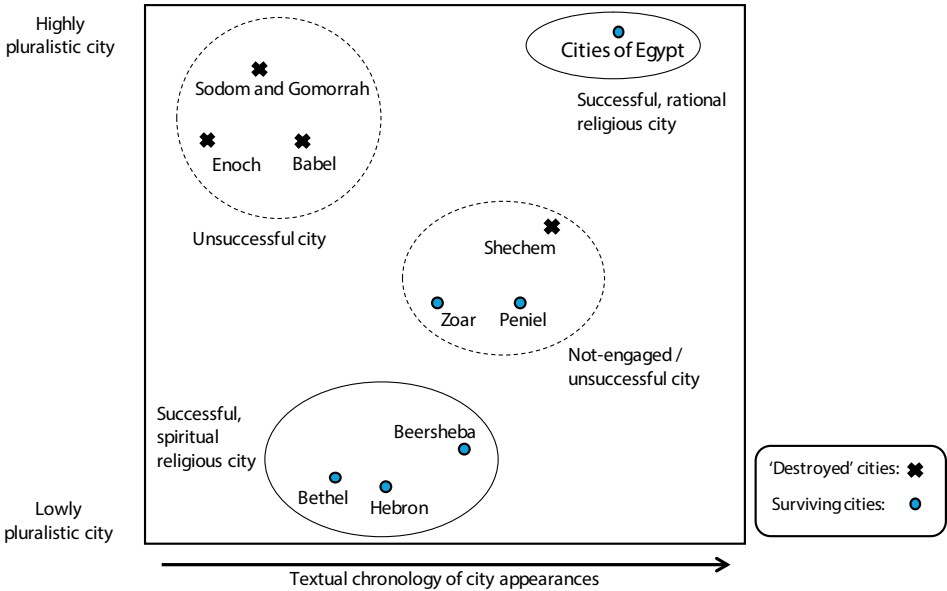 Highly
pluralistic city
Sodom and Gomorrah
Enoch
Babel
Unsuccessful city
Cities of Egypt
Successful, rational
religious city
Shechem
Zoar
Peniel
Not-engaged /
unsuccessful city
Successful,
spiritual
religious city
Beersheba
Bethel
Hebron
Lowly
pluralistic city
'Destroyed' cities:
Surviving cities:
Textual chronology of city appearances